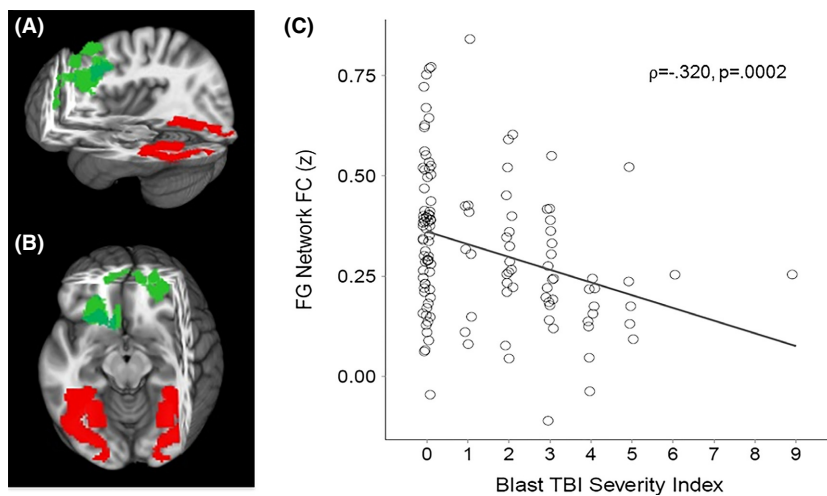 (A)
(B)
(C)
ρ=-.320, p=.0002
FG Network FC (z)
0.75
0.50
0.25
0.00
0 1 2 3 4 5 6 7 8 9
Blast TBI Severity Index